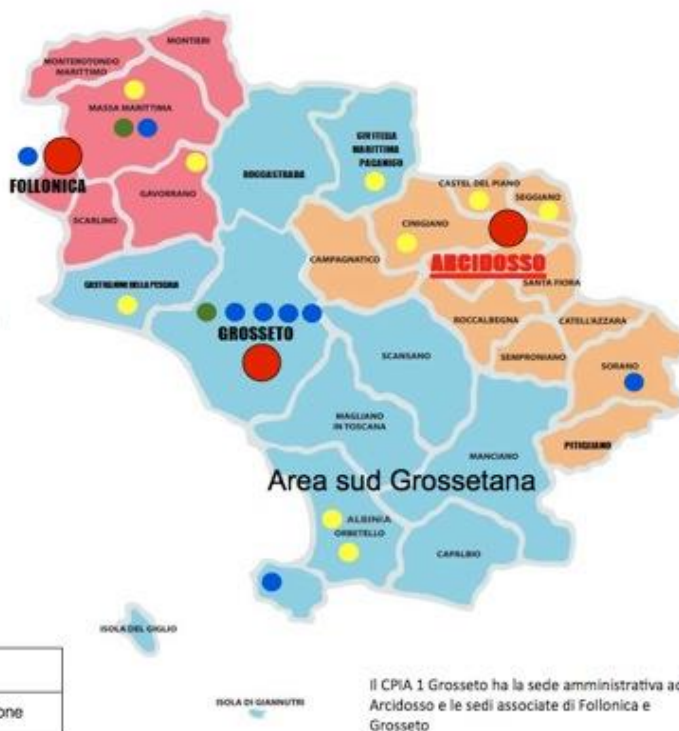 MONTIERI
MONTEROTONDO
MARITTIMO
MASSA MARITTIMA
FOLLONICA
SCARLINO
GAVORRANO
ROCCASTRADA
CIVITELLA
MARITTIMA
PAGANICO
CASTEL DEL PIANO
SEGGIANO
CINIGIANO
ARCIDOSSO
CAMPAGNATICO
SANTA FIORA
CASTIGLIONE DELLA PESCAIA
GROSSETO
ROCCALBEGNA
CATELL'AZZARA
SEMPRONIANO
SORANO
SCANSANO
PITIGLIANO
MAGLIANO
IN TOSCANA
MANCIANO
Area sud Grossetana
ALBINIA
ORBETELLO
CAPALBIO
ISOLA DEL GIGLIO
ISOLA DI GIANNUTRI
one
Il CPIA 1 Grosseto ha la sede amministrativa ad
Arcidosso e le sedi associate di Follonica e
Grosseto